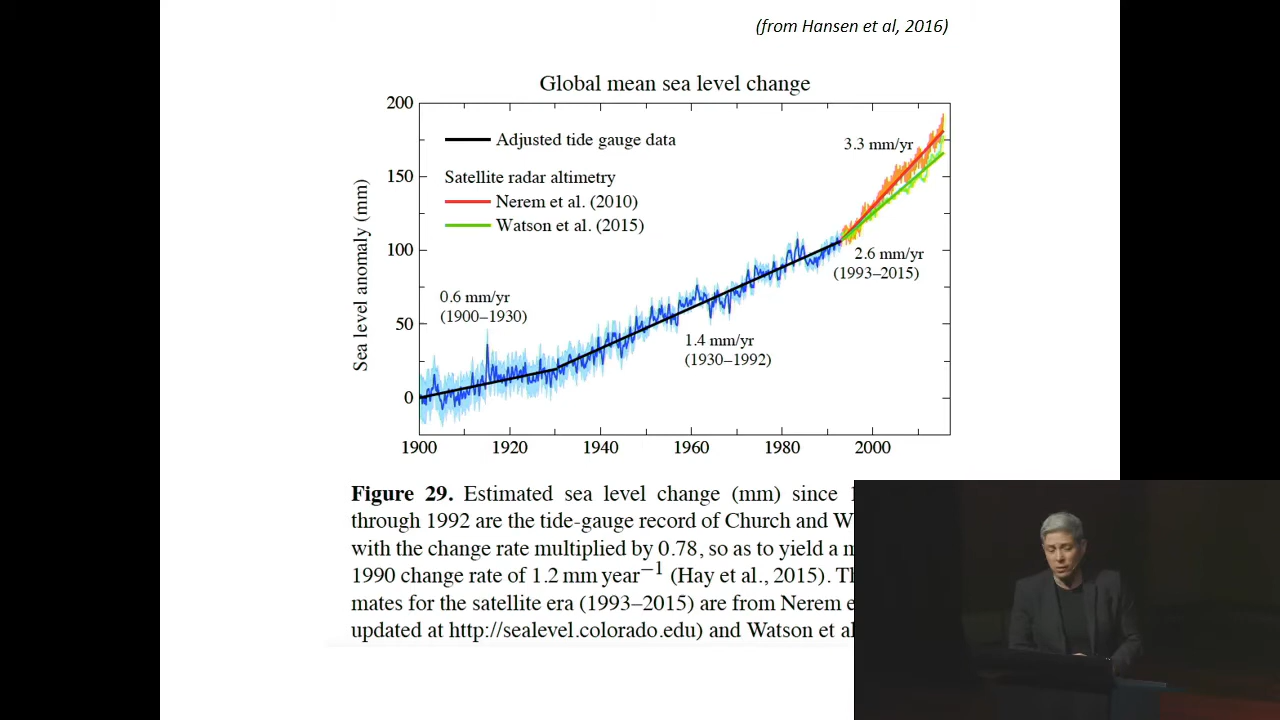 (from Hansen et al, 2016)
Global mean sea level change
200
150
100
50
0
Sea level anomaly (mm)
Adjusted tide gauge data
Satellite radar altimetry
Nerem et al. (2010)
Watson et al. (2015)
3.3 mm/yr
2.6 mm/yr
(1993–2015)
0.6 mm/yr
(1900–1930)
1.4 mm/yr
(1930–1992)
1900 1920 1940 1960 1980 2000
Figure 29. Estimated sea level change (mm) since
through 1992 are the tide-gauge record of Church and W
with the change rate multiplied by 0.78, so as to yield a
1990 change rate of 1.2 mm year−1 (Hay et al., 2015).
mates for the satellite era (1993–2015) are from Nerem
updated at http://sealevel.colorado.edu) and Watson et al